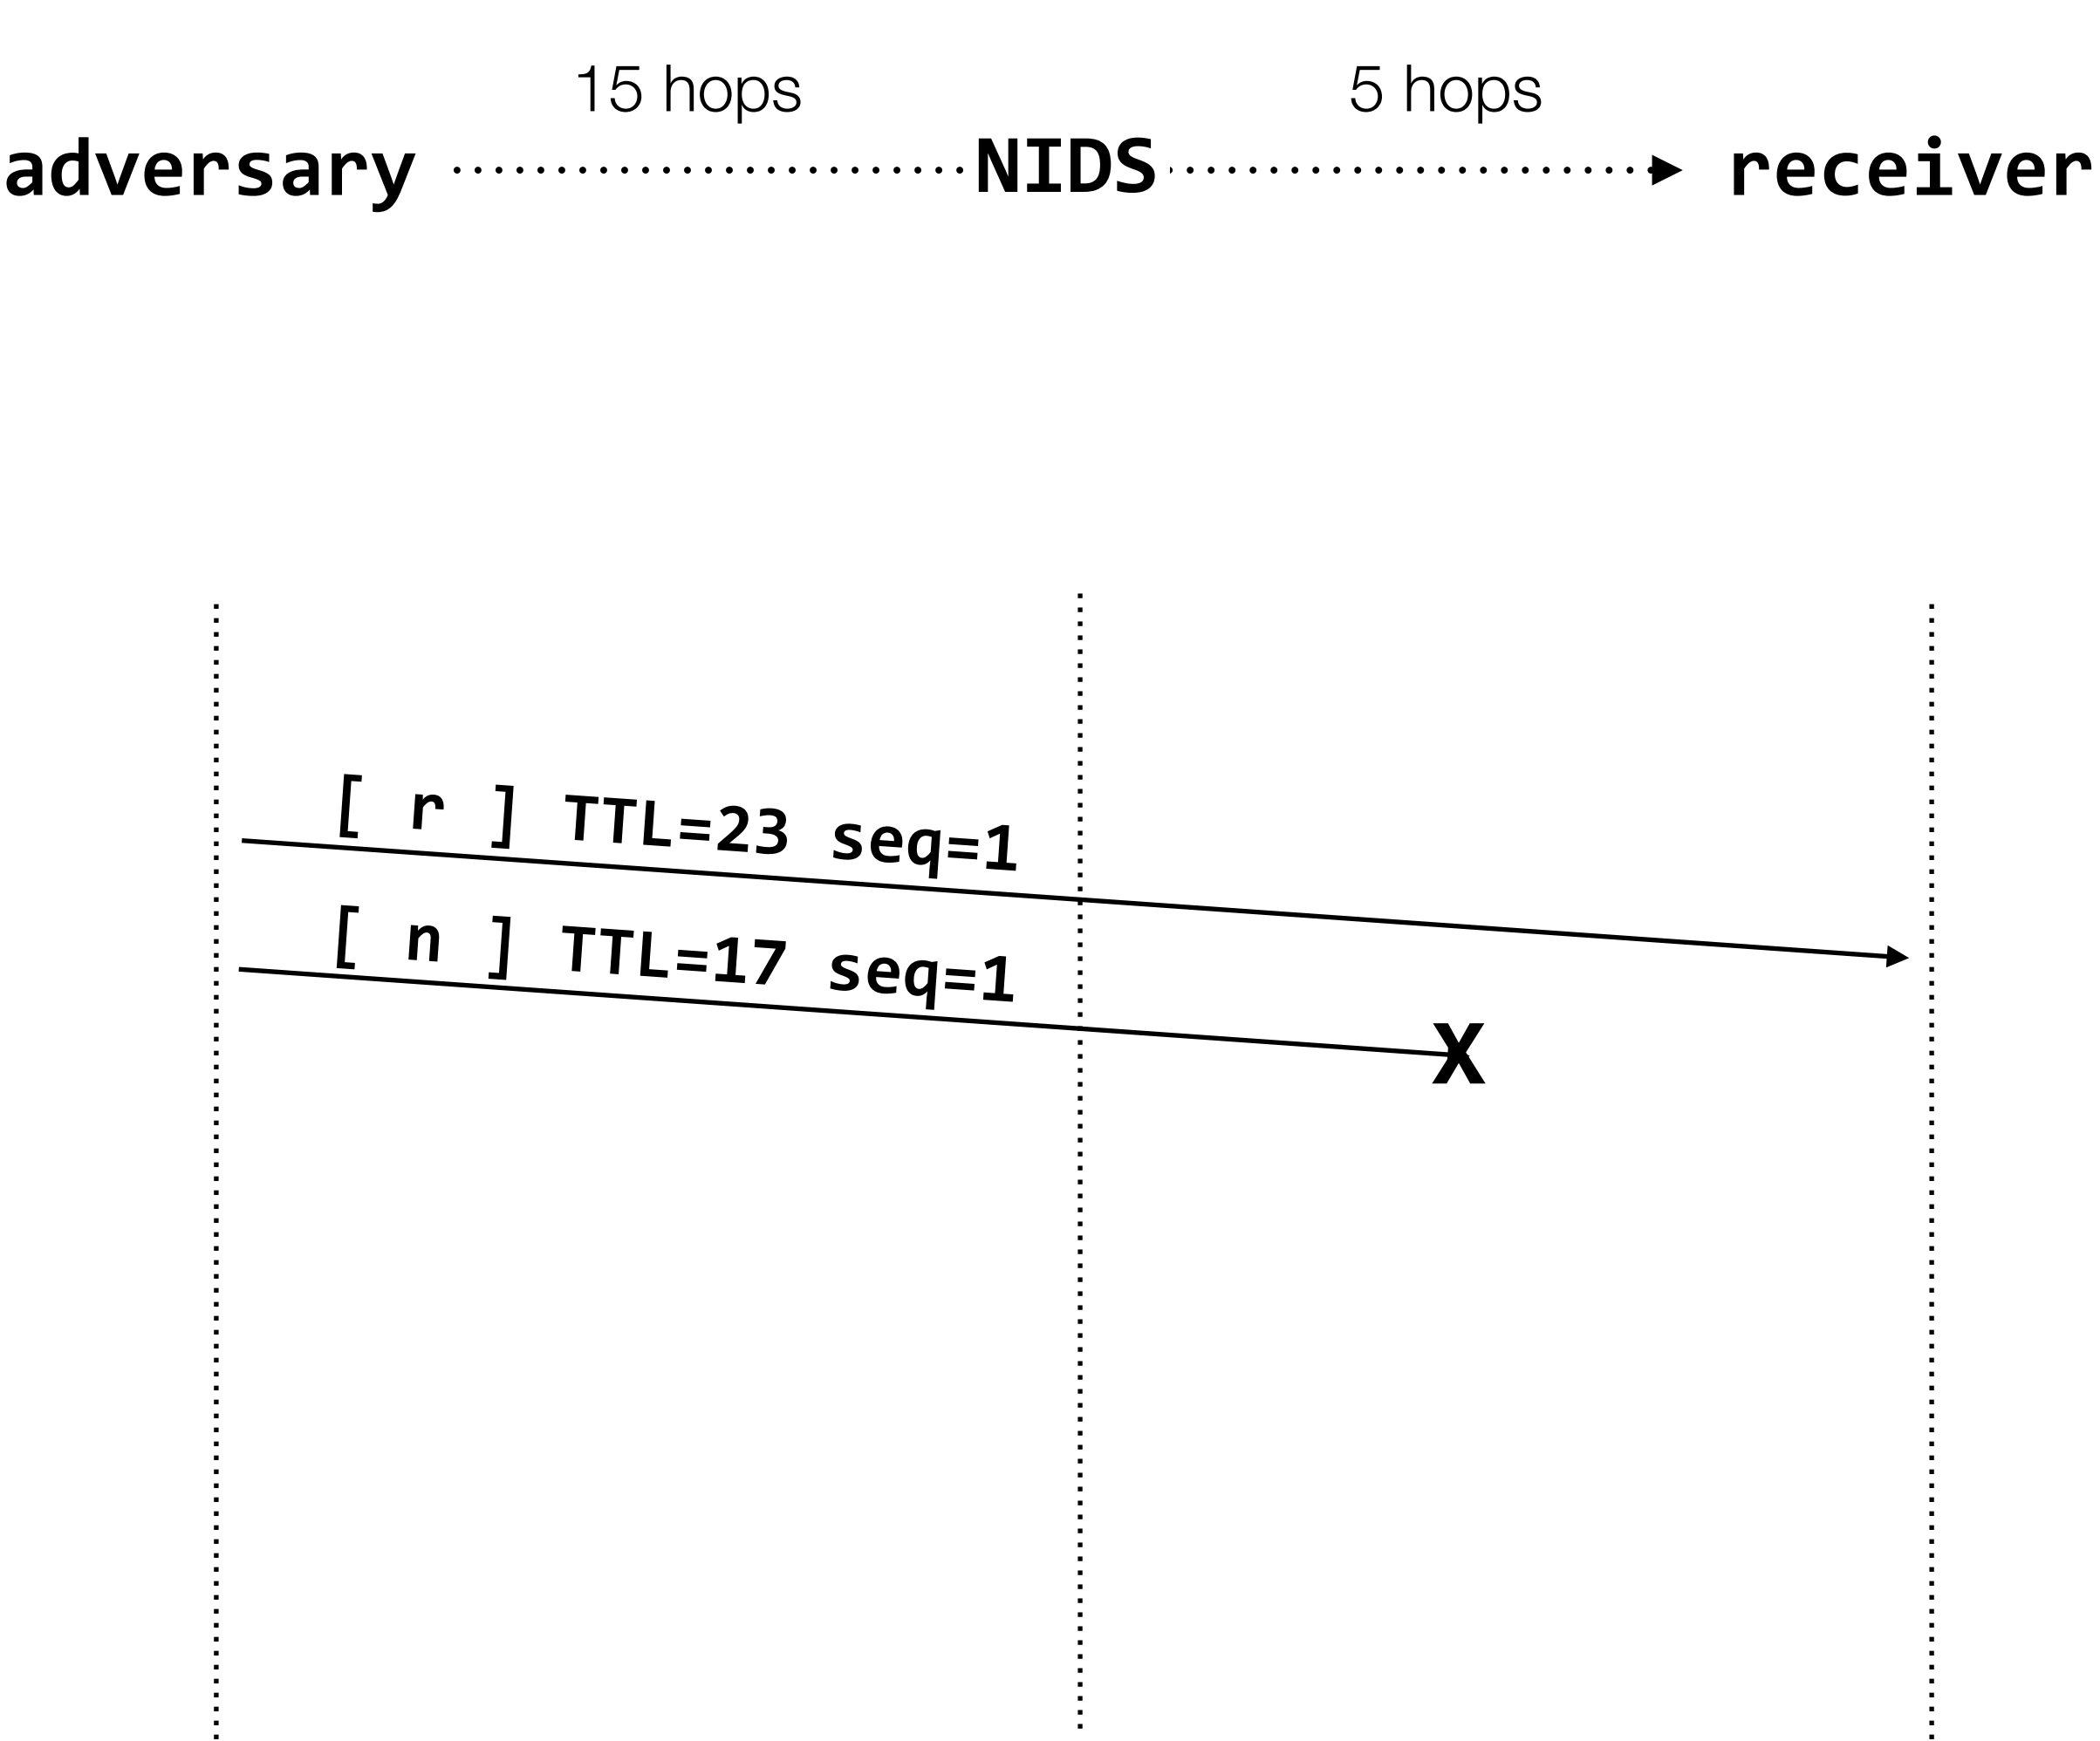 15 hops 5 hops
adversary NIDS receiver
[ r ] TTL=23 seq=1
[ n ] TTL=17 seq=1
X